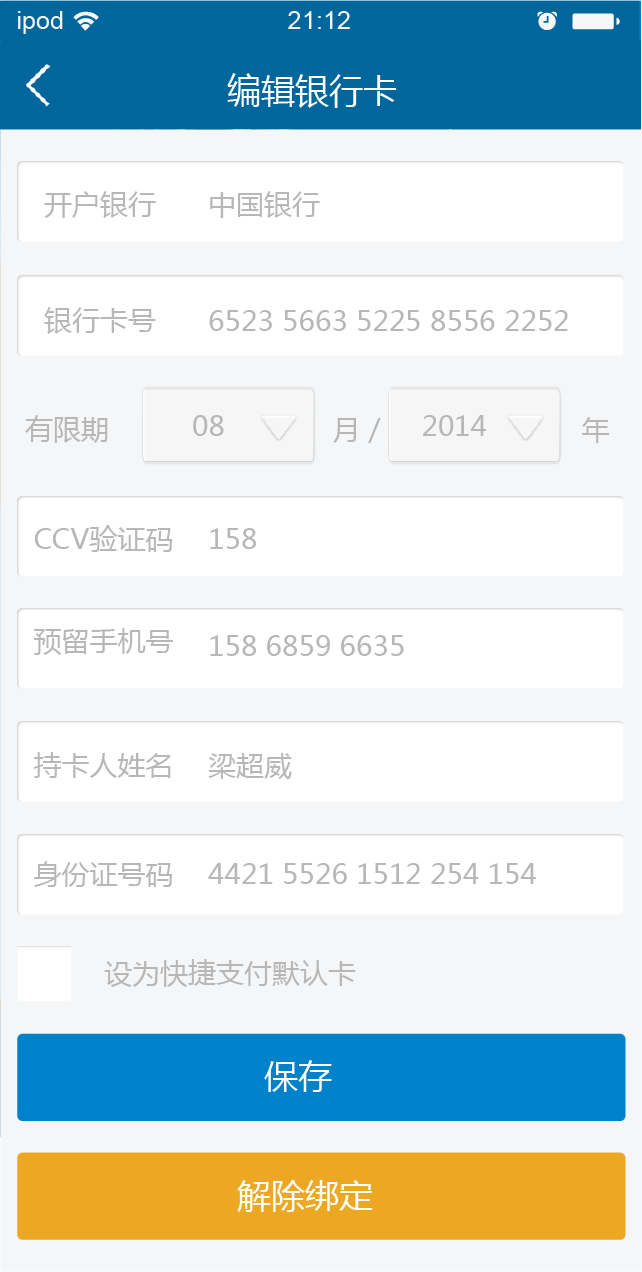 ipod 21:12
编辑银行卡
开户银行 中国银行
银行卡号 6523 5663 5225 8556 2252
有限期 08 月 / 2014 年
CCV验证码 158
预留手机号 158 6859 6635
持卡人姓名 梁超威
身份证号码 4421 5526 1512 254 154
设为快捷支付默认卡
保存
解除绑定